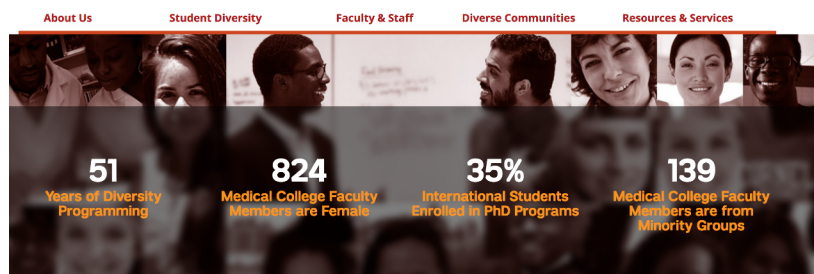 About Us Student Diversity Faculty & Staff Diverse Communities Resources & Services
51 824 35% 139
Years of Diversity
Programming
Medical College Faculty
Members are Female
International Students
Enrolled in PhD Programs
Medical College Faculty
Members are from
Minority Groups